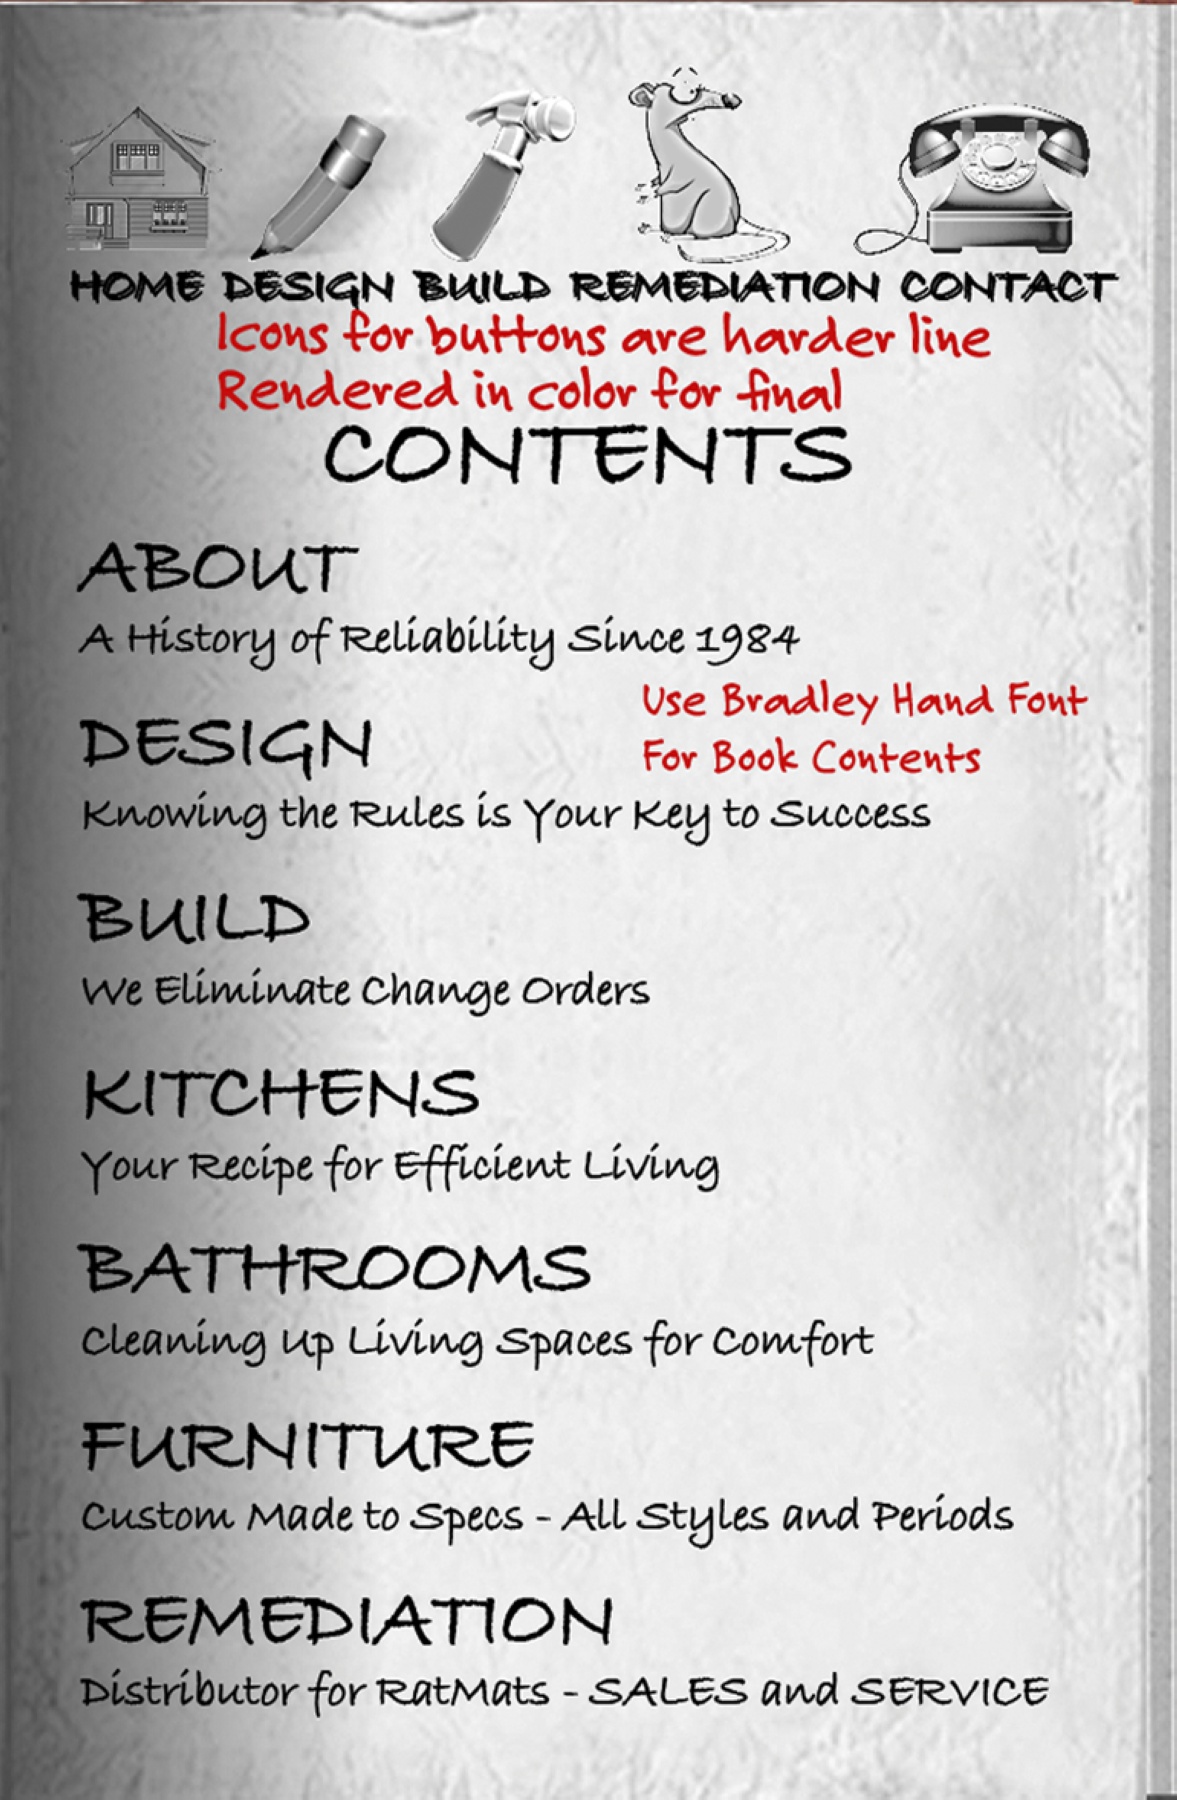 HOME DESIGN BUILD REMEDIATION CONTACT
Icons for buttons are harder line
Rendered in color for final
CONTENTS
ABOUT
A History of Reliability Since 1984
Use Bradley Hand Font
For Book Contents
DESIGN
Knowing the Rules is Your Key to Success
BUILD
We Eliminate Change Orders
KITCHENS
Your Recipe for Efficient Living
BATHROOMS
Cleaning Up Living Spaces for Comfort
FURNITURE
Custom Made to Specs - All Styles and Periods
REMEDIATION
Distributor for RatMats - SALES and SERVICE